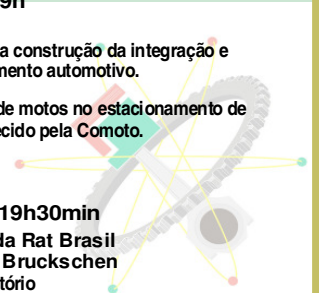 9h
a construção da integração e
mento automotivo.
de motos no estacionamento de
ecido pela Comoto.
19h30min
da Rat Brasil
Bruckschen
tório